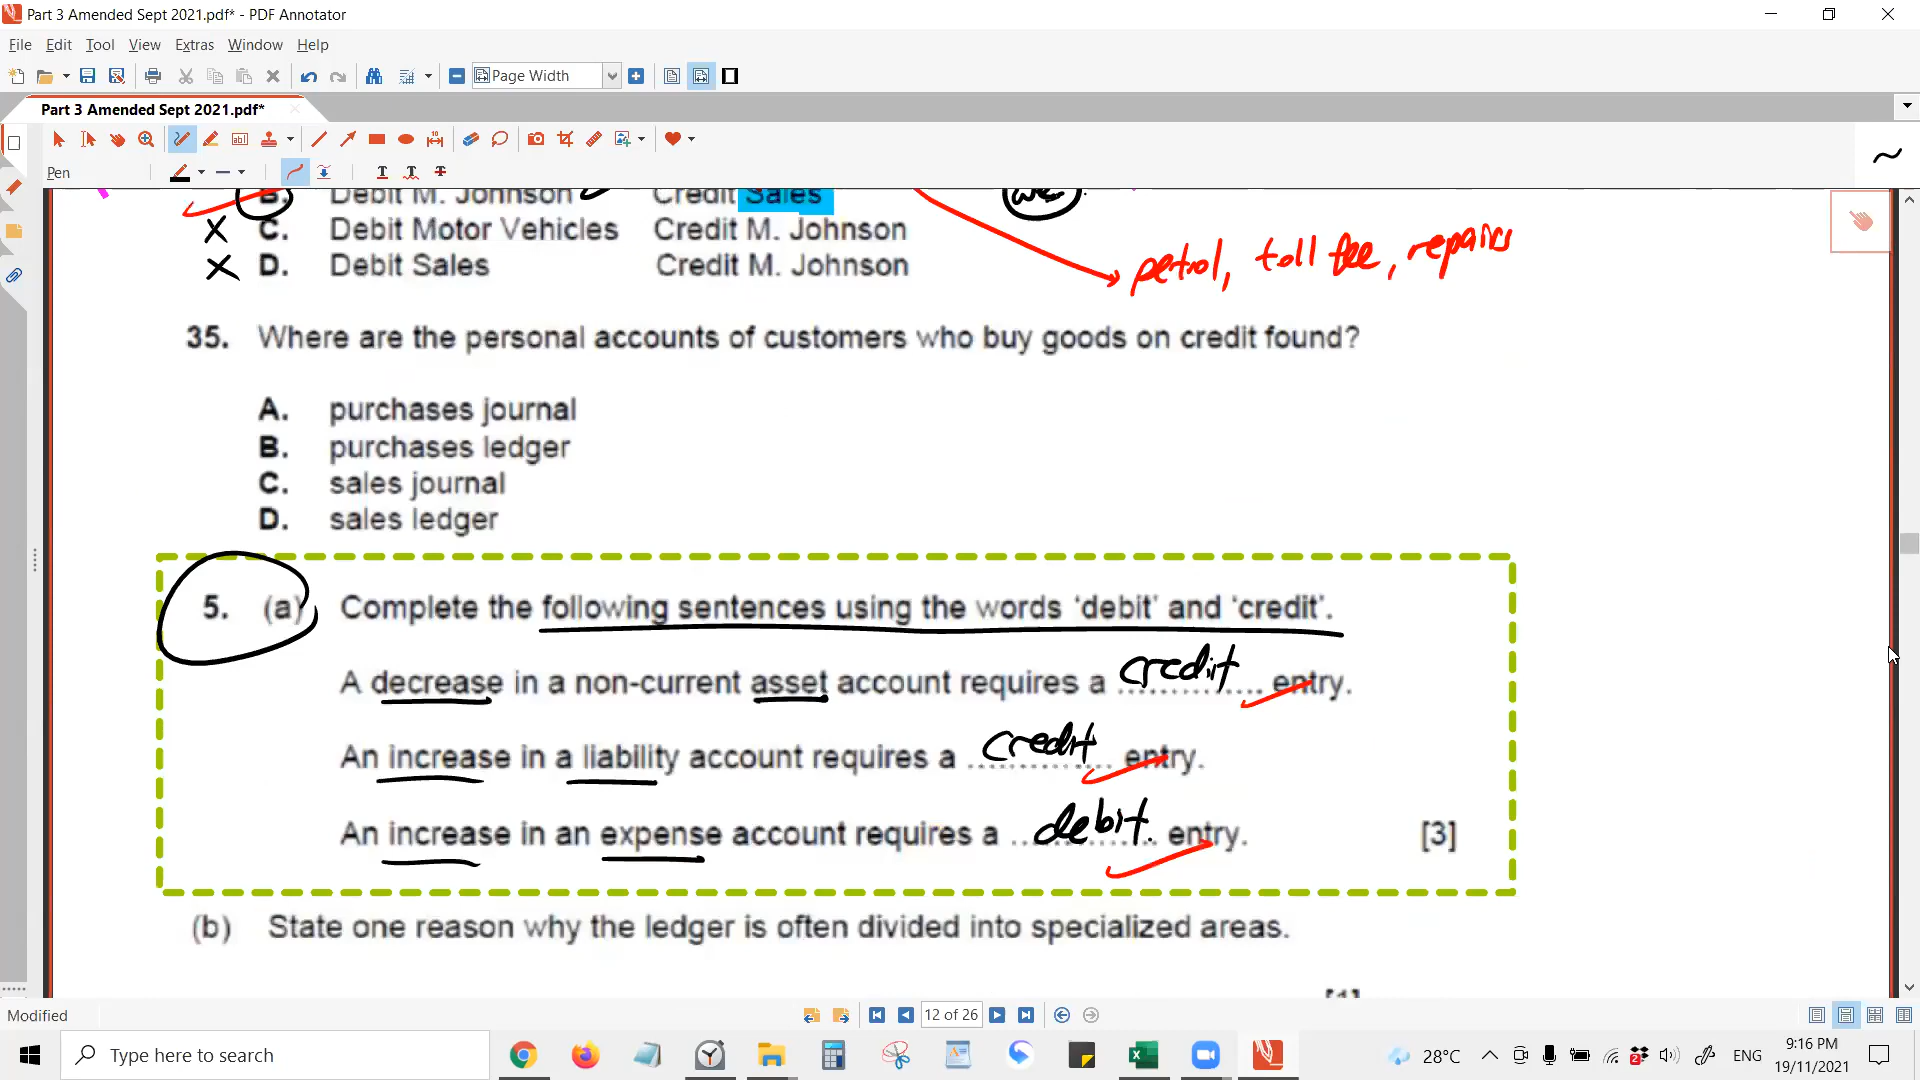 Part 3 Amended Sept 2021.pdf* - PDF Annotator
File Edit Tool View Extras Window Help
Page Width
Part 3 Amended Sept 2021.pdf*
Pen
B. Debit M. Johnson Credit Sales
C. Debit Motor Vehicles Credit M. Johnson
X D. Debit Sales Credit M. Johnson
X
petrol, toll fee, repairs
35. Where are the personal accounts of customers who buy goods on credit found?
A. purchases journal
B. purchases ledger
C. sales journal
D. sales ledger
5. (a) Complete the following sentences using the words 'debit' and 'credit'.
A decrease in a non-current asset account requires a credit entry.
An increase in a liability account requires a credit entry.
An increase in an expense account requires a debit entry. [3]
(b) State one reason why the ledger is often divided into specialized areas.
[1]
Modified
12 of 26
Type here to search
28°C
ENG
9:16 PM
19/11/2021